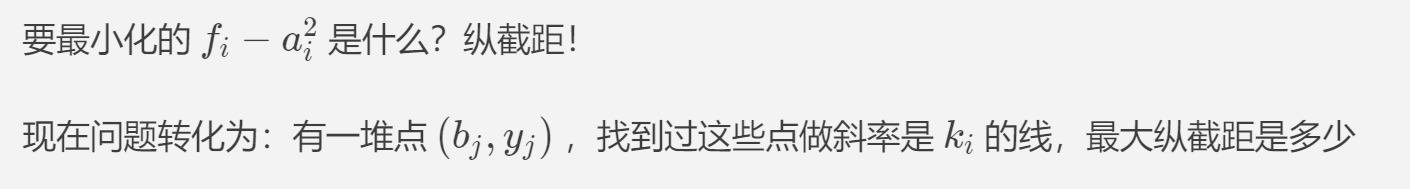 要最小化的 $f_i - a_i^2$ 是什么？纵截距！
现在问题转化为：有一堆点 $(b_j, y_j)$ ，找到过这些点做斜率是 $k_i$ 的线，最大纵截距是多少